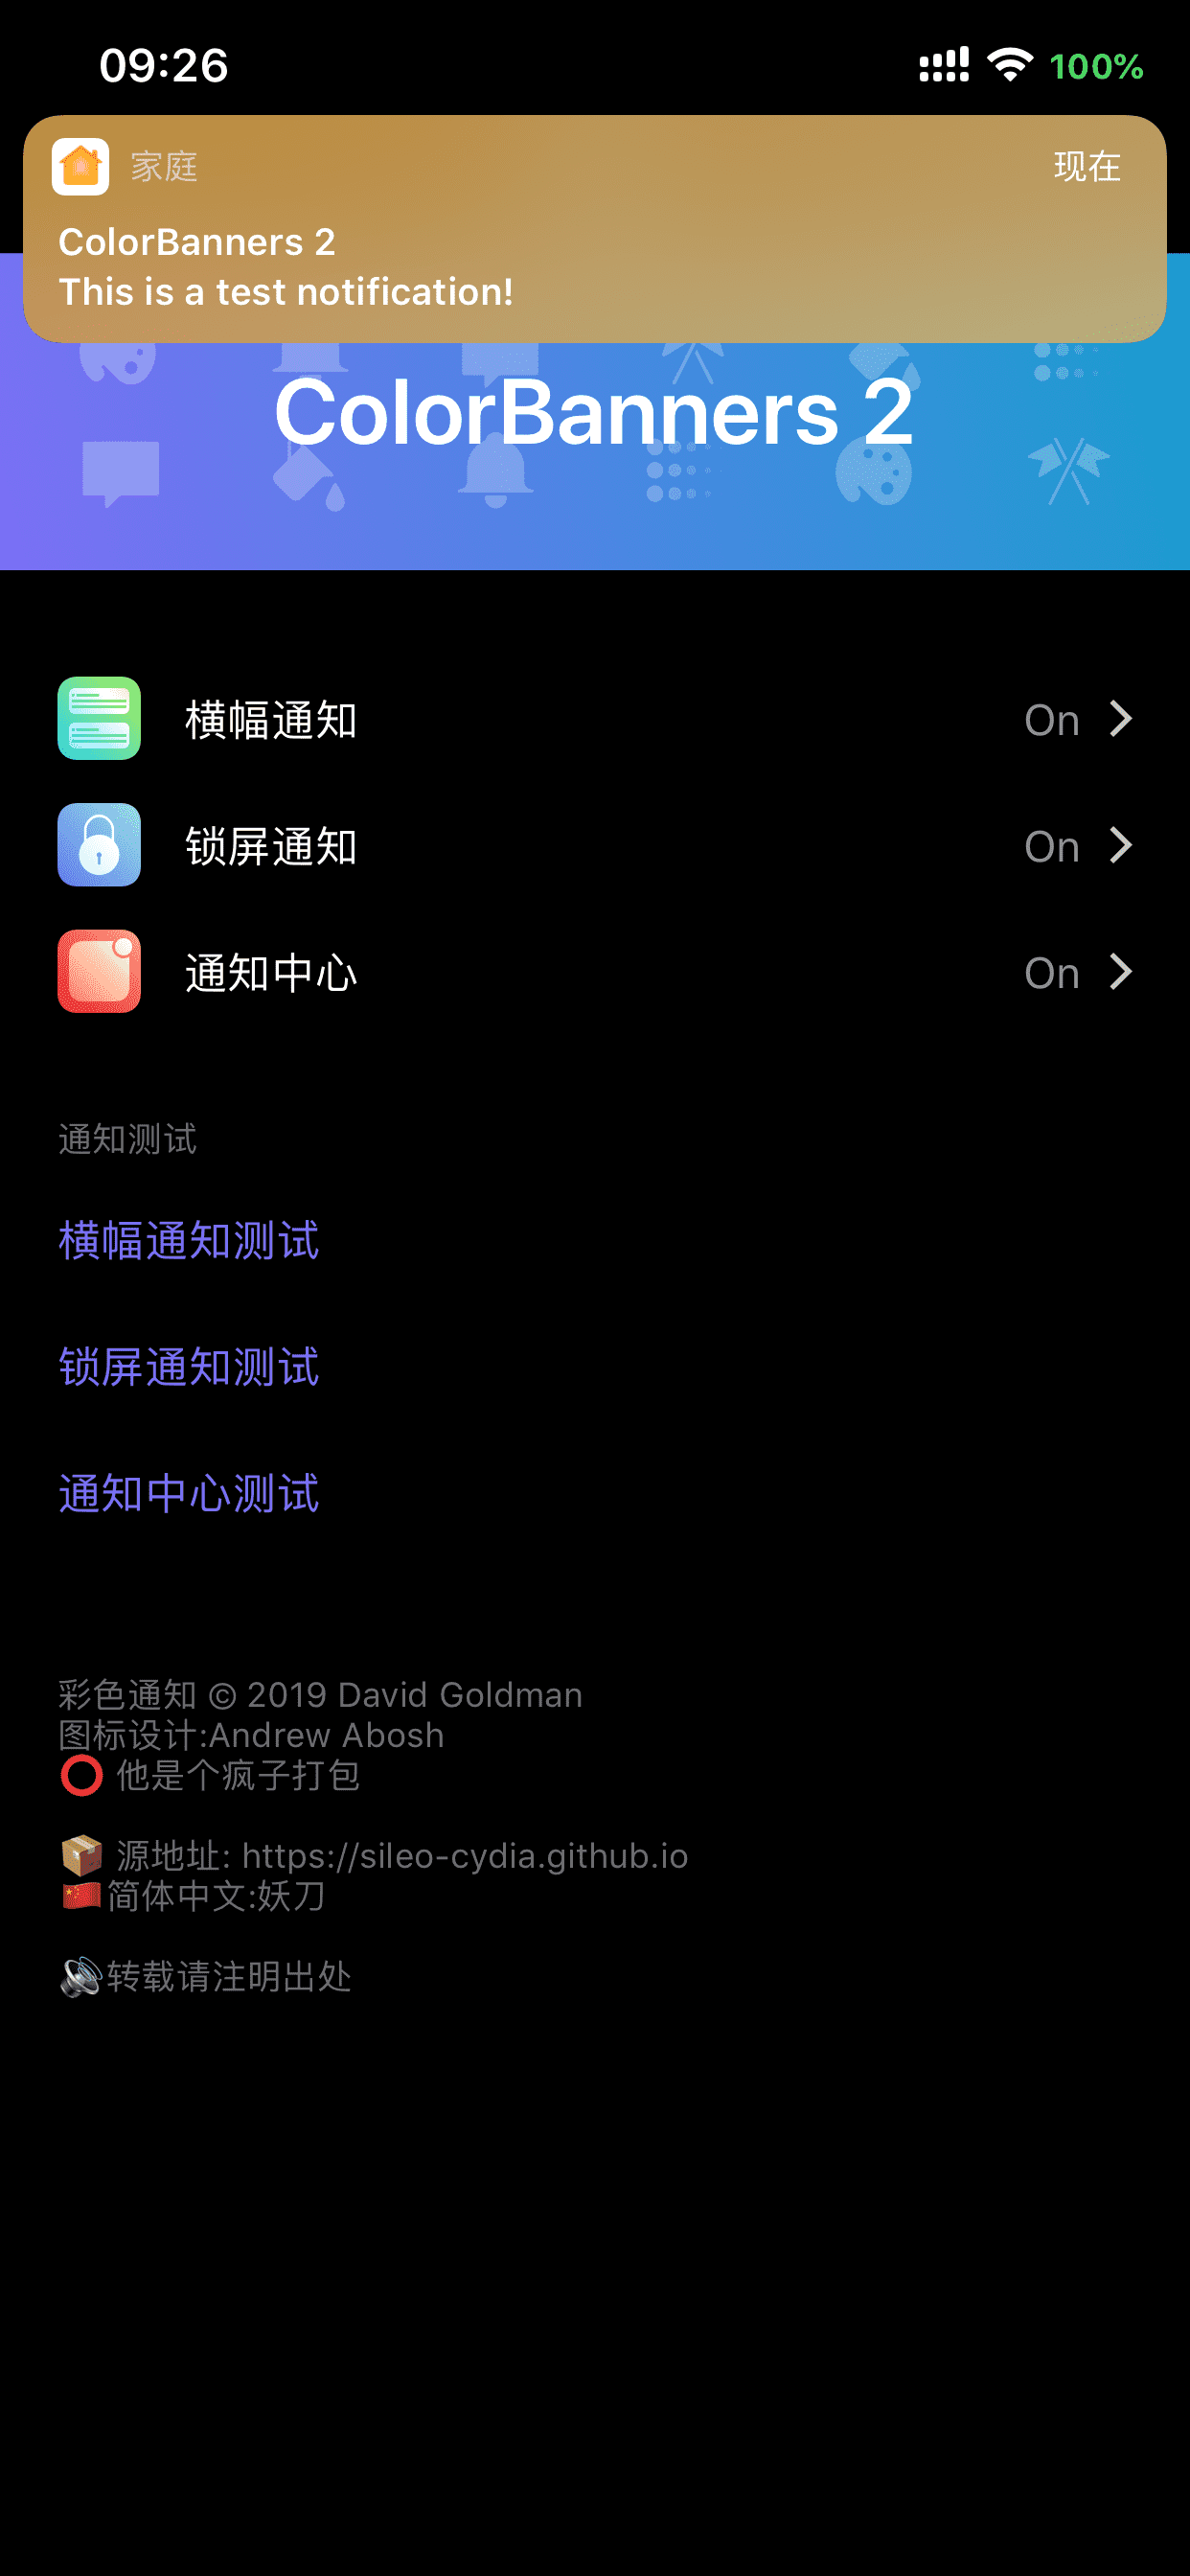 09:26
100%
家庭
现在
ColorBanners 2
This is a test notification!
ColorBanners 2
横幅通知
On
锁屏通知
On
通知中心
On
通知测试
横幅通知测试
锁屏通知测试
通知中心测试
彩色通知 © 2019 David Goldman
图标设计:Andrew Abosh
⭕ 他是个疯子打包
📦 源地址: https://sileo-cydia.github.io
🇨🇳简体中文:妖刀
🔊转载请注明出处